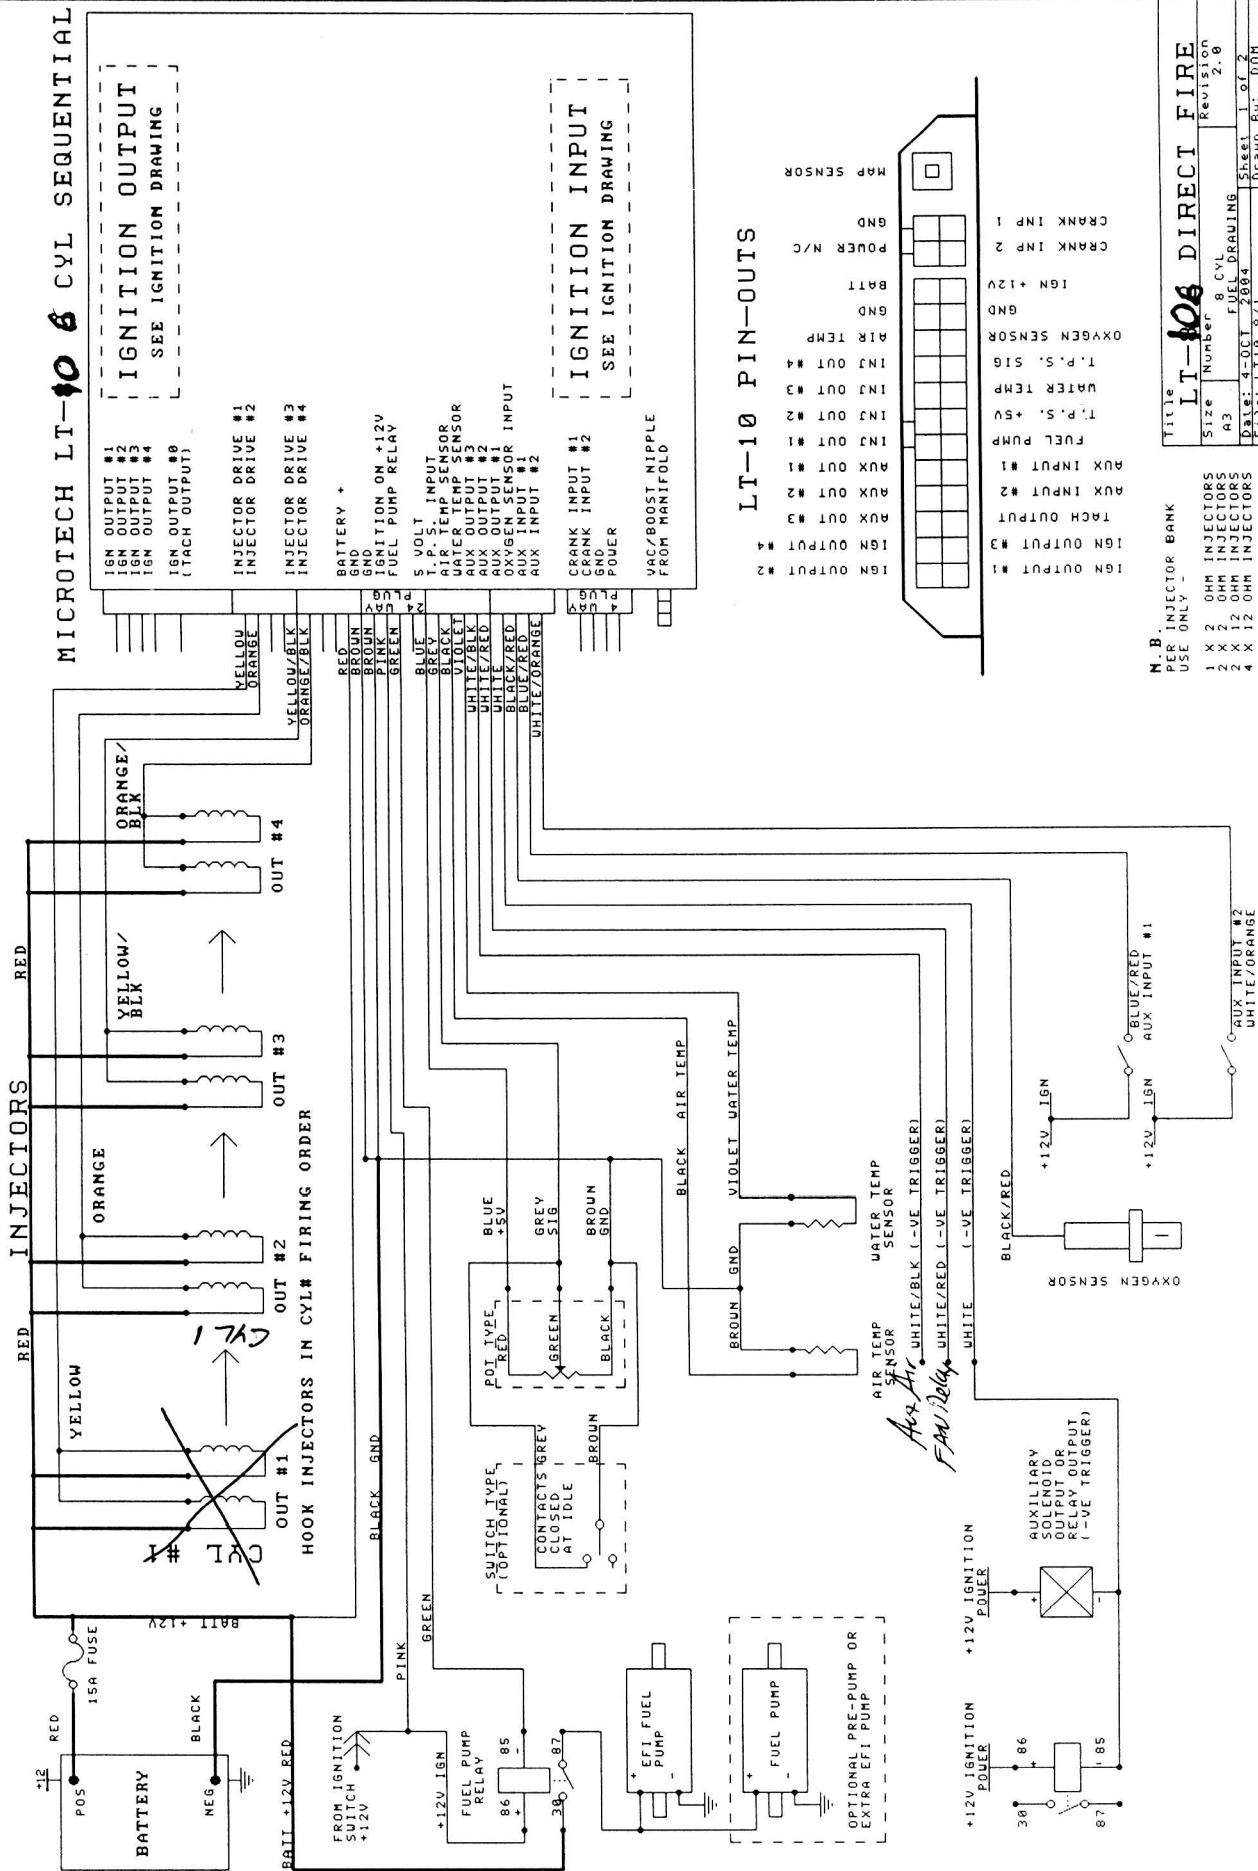 MICROTECH LT-10 8 CYL SEQUENTIAL
INJECTORS
IGNITION OUTPUT
SEE IGNITION DRAWING
IGNITION INPUT
SEE IGNITION DRAWING
IGN OUTPUT #1
IGN OUTPUT #2
IGN OUTPUT #3
IGN OUTPUT #4
IGN OUTPUT #0
(TACH OUTPUT)
INJECTOR DRIVE #1
INJECTOR DRIVE #2
INJECTOR DRIVE #3
INJECTOR DRIVE #4
BATTERY +
GND
GND
IGNITION ON +12V
FUEL PUMP RELAY
5 VOLT
T.P.S. INPUT
AIR TEMP SENSOR
WATER TEMP SENSOR
AUX OUTPUT #3
AUX OUTPUT #2
AUX OUTPUT #1
OXYGEN SENSOR INPUT
AUX INPUT #1
AUX INPUT #2
CRANK INPUT #1
CRANK INPUT #2
GND
POWER
VAC/BOOST NIPPLE
FROM MANIFOLD
24 WAY
PLUG
4 WAY
PLUG
YELLOW
ORANGE
YELLOW/BLK
ORANGE/BLK
RED
BROWN
BROWN
PINK
GREEN
BLUE
GREY
BLACK
VIOLET
WHITE/BLK
WHITE/RED
WHITE
BLACK/RED
BLUE/RED
WHITE/ORANGE
RED
RED
YELLOW
ORANGE
YELLOW/
BLK
ORANGE/
BLK
CYL #1
OUT #1
CYL 1
OUT #2
OUT #3
OUT #4
HOOK INJECTORS IN CYL# FIRING ORDER
+12
POS
BATTERY
NEG
RED
15A FUSE
BATT +12V
BLACK
BLACK GND
BATT +12V RED
FROM IGNITION
SWITCH
+12V
PINK
GREEN
+12V IGN
FUEL PUMP
RELAY
86
+
85
-
30
87
EFI FUEL
PUMP
+
-
FUEL PUMP
+
-
OPTIONAL PRE-PUMP OR
EXTRA EFI PUMP
SWITCH TYPE
(OPTIONAL)
CONTACTS
CLOSED
AT IDLE
GREY
BROWN
POT TYPE
RED
GREEN
BLACK
BLUE
+5V
GREY
SIG
BROWN
GND
BLACK AIR TEMP
VIOLET WATER TEMP
BROWN GND
AIR TEMP
SENSOR
WATER TEMP
SENSOR
Aux Air
FAN Relay
WHITE/BLK (-VE TRIGGER)
WHITE/RED (-VE TRIGGER)
WHITE (-VE TRIGGER)
BLACK/RED
OXYGEN SENSOR
+12V IGN
BLUE/RED
AUX INPUT #1
+12V IGN
AUX INPUT #2
WHITE/ORANGE
+12V IGNITION
POWER
30
86
+
-
85
87
+12V IGNITION
POWER
+
-
AUXILIARY
SOLENOID
OUTPUT OR
RELAY OUTPUT
(-VE TRIGGER)
LT-10 PIN-OUTS
MAP SENSOR
GND
POWER N/C
BATT
GND
AIR TEMP
INJ OUT #4
INJ OUT #3
INJ OUT #2
INJ OUT #1
AUX OUT #1
AUX OUT #2
AUX OUT #3
IGN OUTPUT #4
IGN OUTPUT #2
CRANK INP 1
CRANK INP 2
IGN +12V
GND
OXYGEN SENSOR
T.P.S. SIG
WATER TEMP
T.P.S. +5V
FUEL PUMP
AUX INPUT #1
AUX INPUT #2
TACH OUTPUT
IGN OUTPUT #3
IGN OUTPUT #1
N.B.
PER INJECTOR BANK
USE ONLY -
1 X 2 OHM INJECTORS
2 X 2 OHM INJECTORS
2 X 12 OHM INJECTORS
4 X 12 OHM INJECTORS
Title
LT-108 DIRECT FIRE
Size
A3
Number
8 CYL
FUEL DRAWING
Revision
2.0
Date: 4-OCT 2004
Sheet 1 of 2
Drawn By: DOM